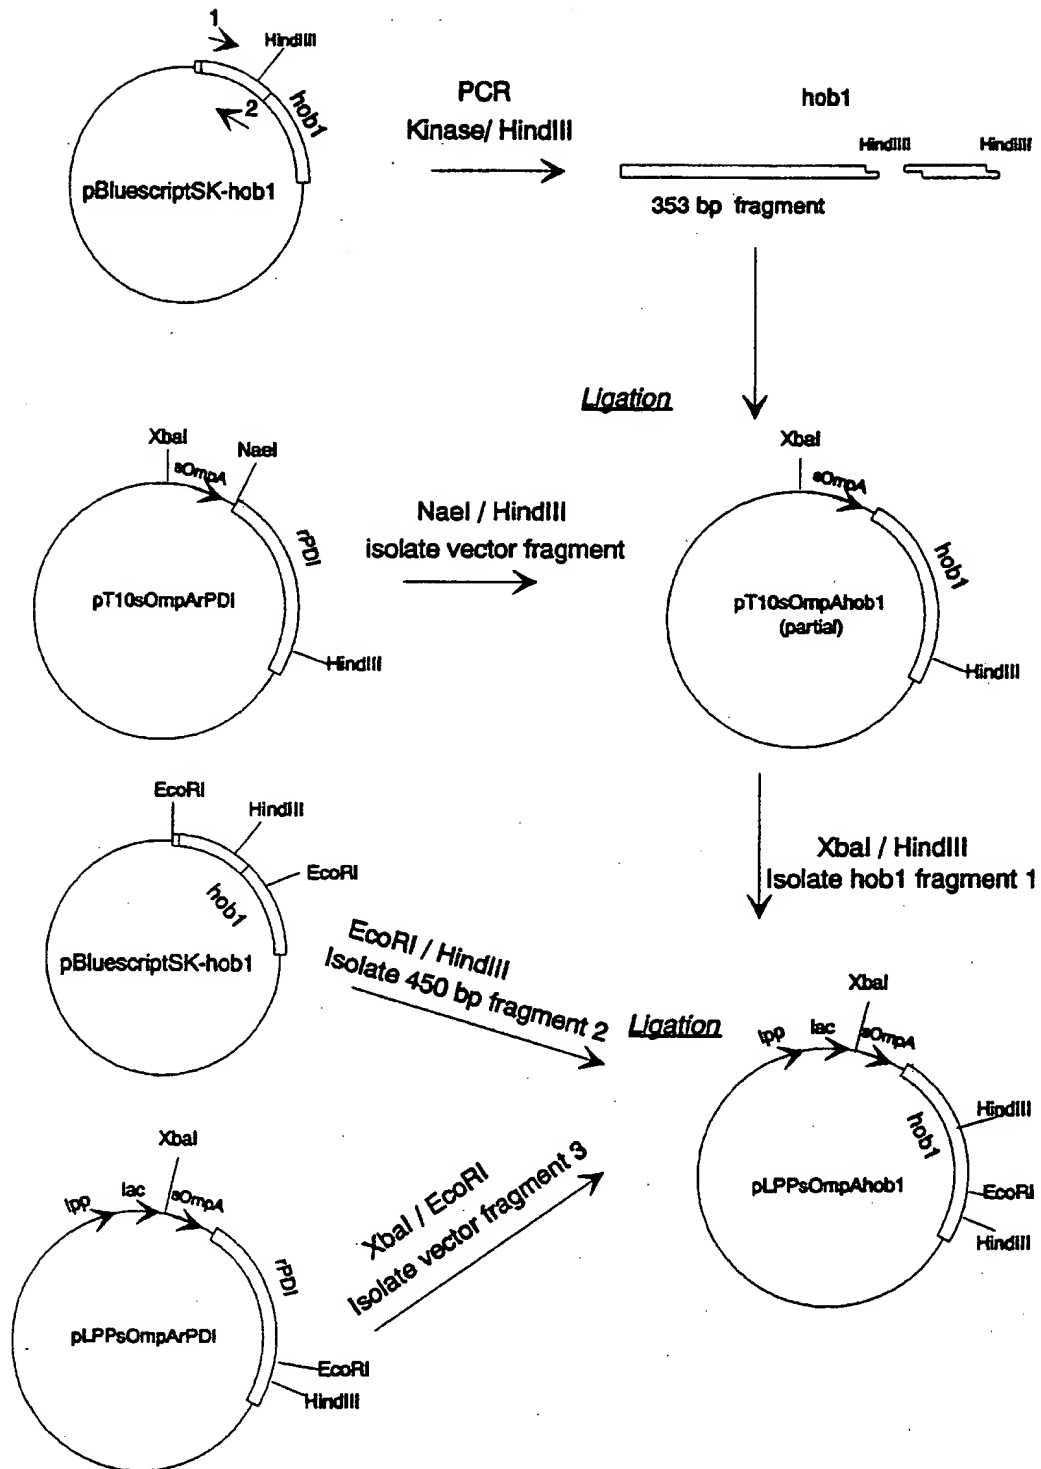 1
HindIII
hob1
2
pBluescriptSK-hob1
PCR
Kinase/ HindIII
hob1
HindIII
HindIII
353 bp fragment
Ligation
XbaI
sOmpA
NaeI
rPDI
pT10sOmpArPDI
HindIII
NaeI / HindIII
isolate vector fragment
XbaI
sOmpA
hob1
pT10sOmpAhob1
(partial)
HindIII
EcoRI
HindIII
EcoRI
hob1
pBluescriptSK-hob1
EcoRI / HindIII
Isolate 450 bp fragment 2
XbaI / HindIII
Isolate hob1 fragment 1
Ligation
XbaI
lpp
lac
sOmpA
hob1
HindIII
pLPPsOmpAhob1
EcoRI
HindIII
XbaI
lpp
lac
sOmpA
rPDI
pLPPsOmpArPDI
EcoRI
HindIII
XbaI / EcoRI
Isolate vector fragment 3